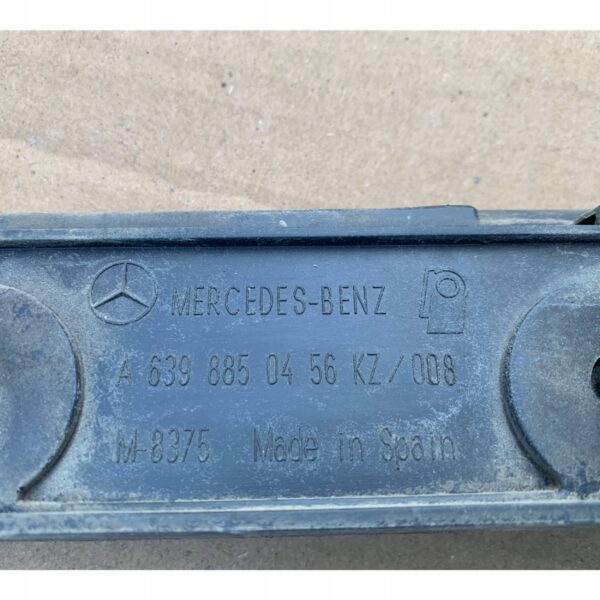 MERCEDES-BENZ
A 639 885 04 56 KZ/008
M-8375 Made in Spain